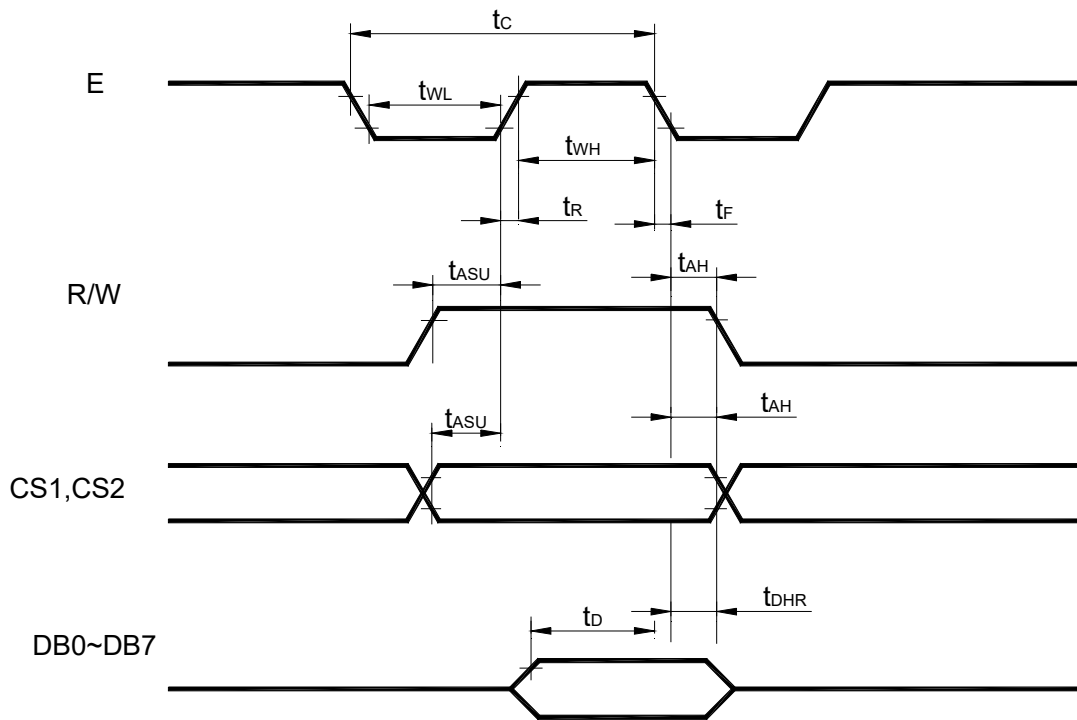 tC
E
tWL
tWH
tR
tF
tASU
tAH
R/W
tASU
tAH
CS1,CS2
tD
tDHR
DB0~DB7